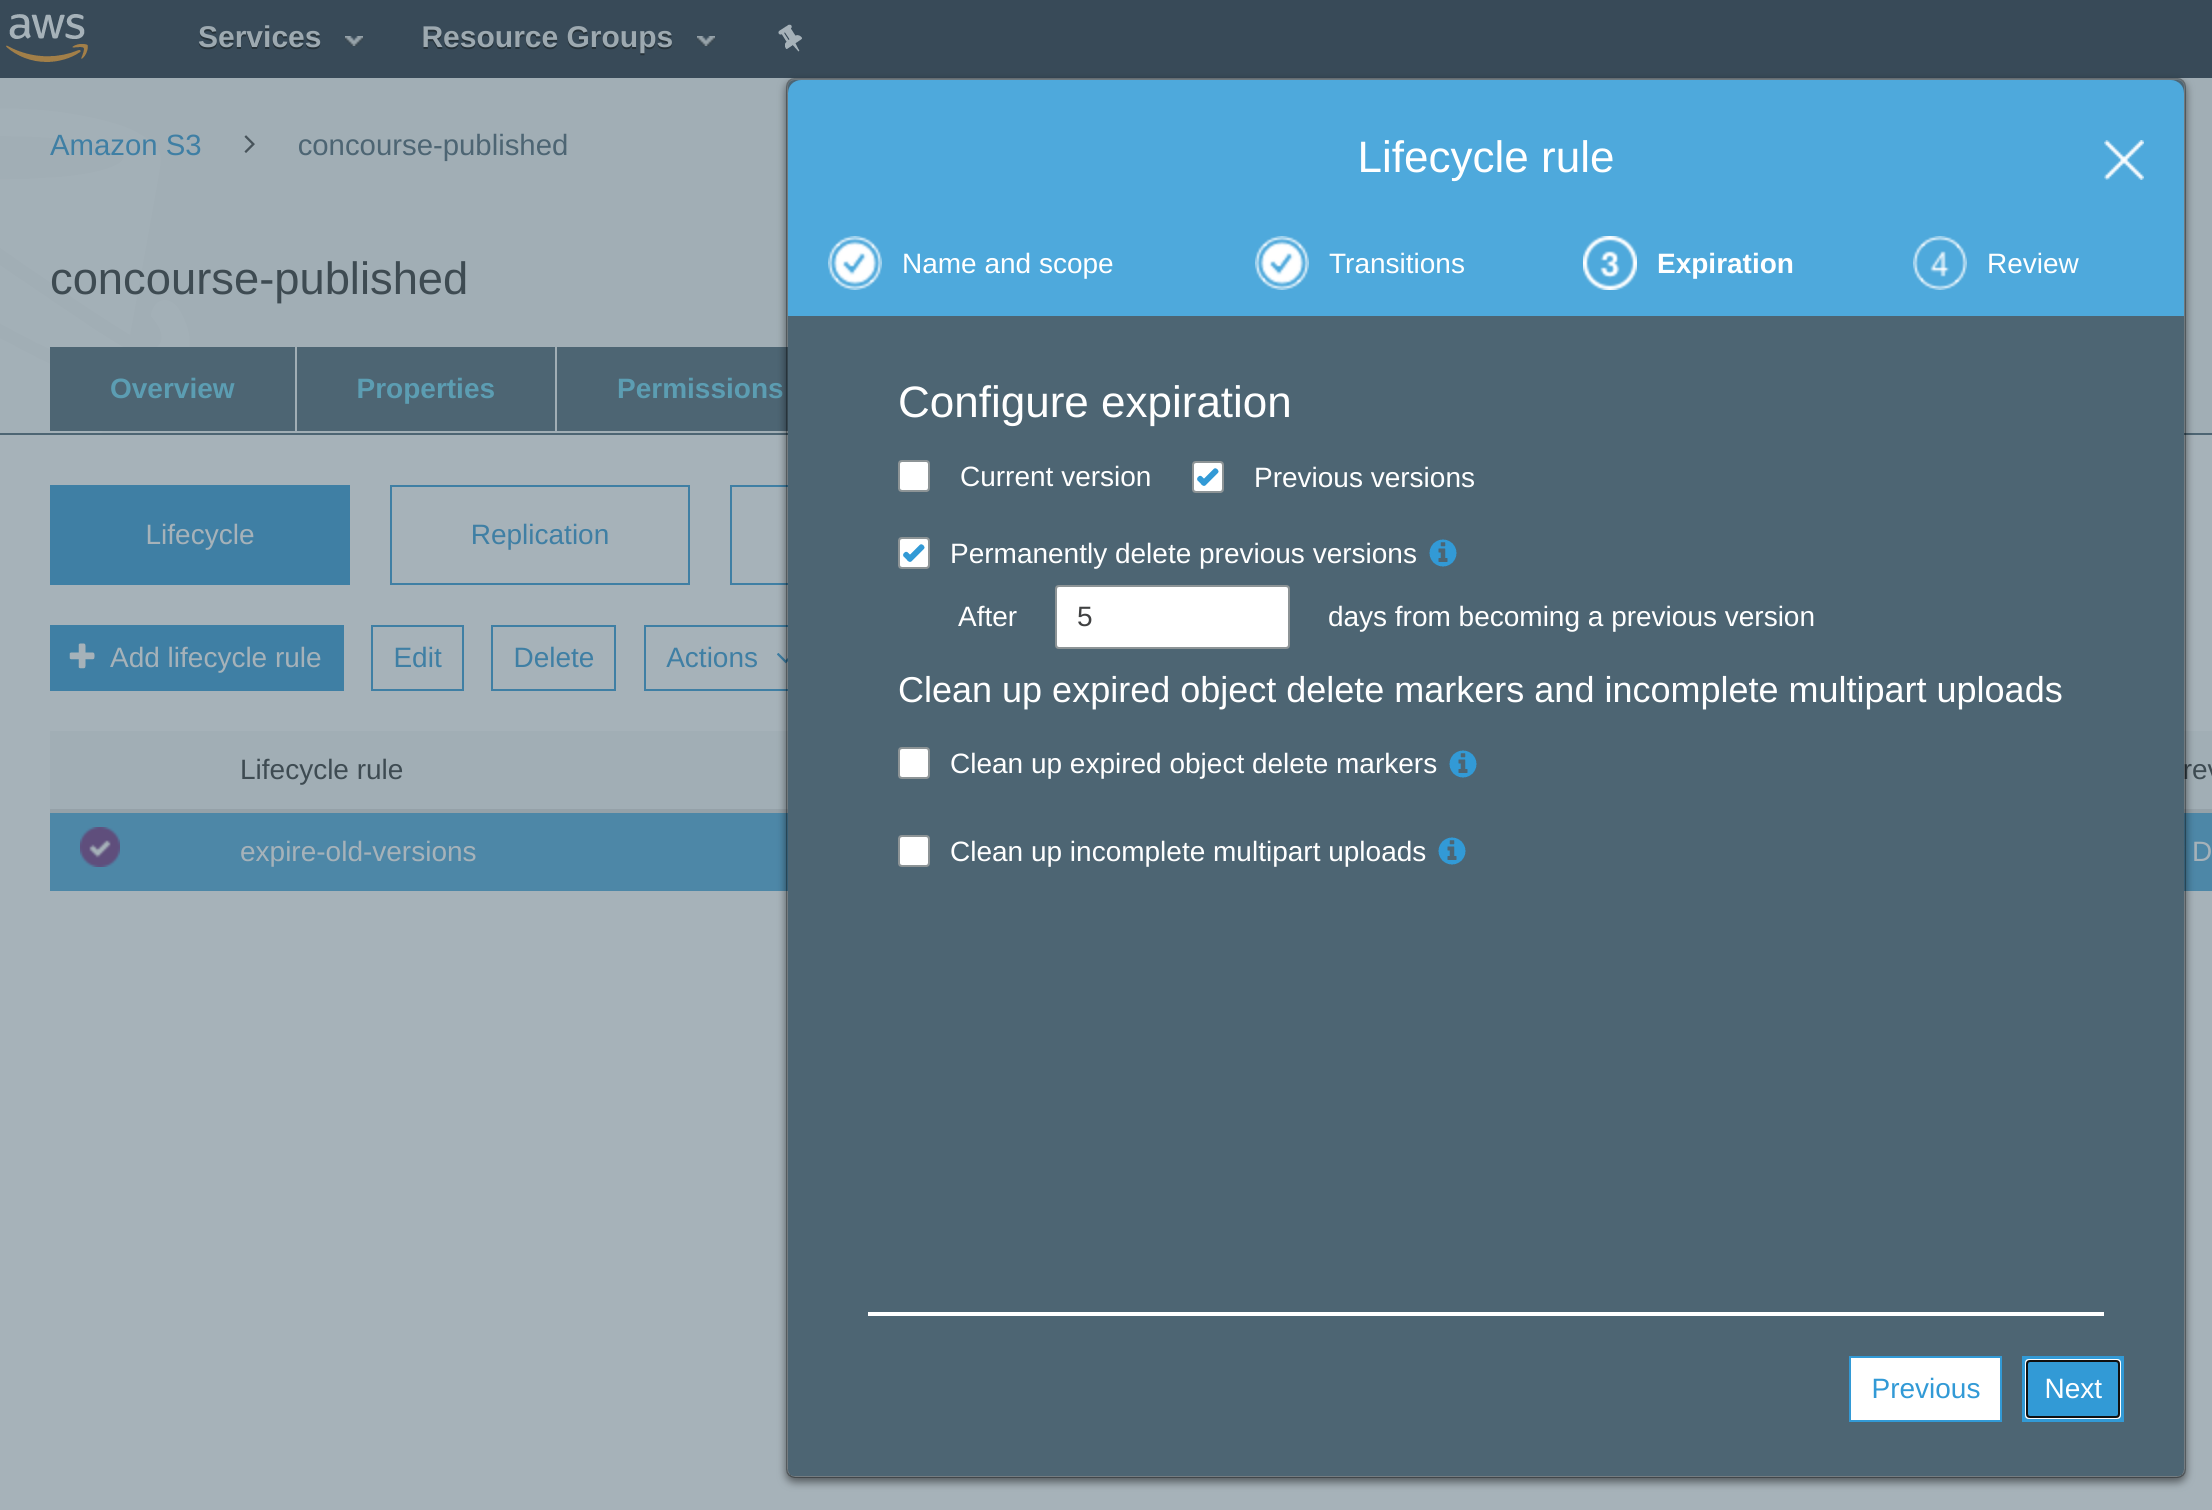 aws Services Resource Groups
Amazon S3 > concourse-published
concourse-published
Overview Properties Permissions
Lifecycle Replication
Add lifecycle rule Edit Delete Actions
Lifecycle rule
expire-old-versions
Lifecycle rule
Name and scope Transitions 3 Expiration 4 Review
Configure expiration
Current version Previous versions
Permanently delete previous versions
After 5 days from becoming a previous version
Clean up expired object delete markers and incomplete multipart uploads
Clean up expired object delete markers
Clean up incomplete multipart uploads
Previous Next